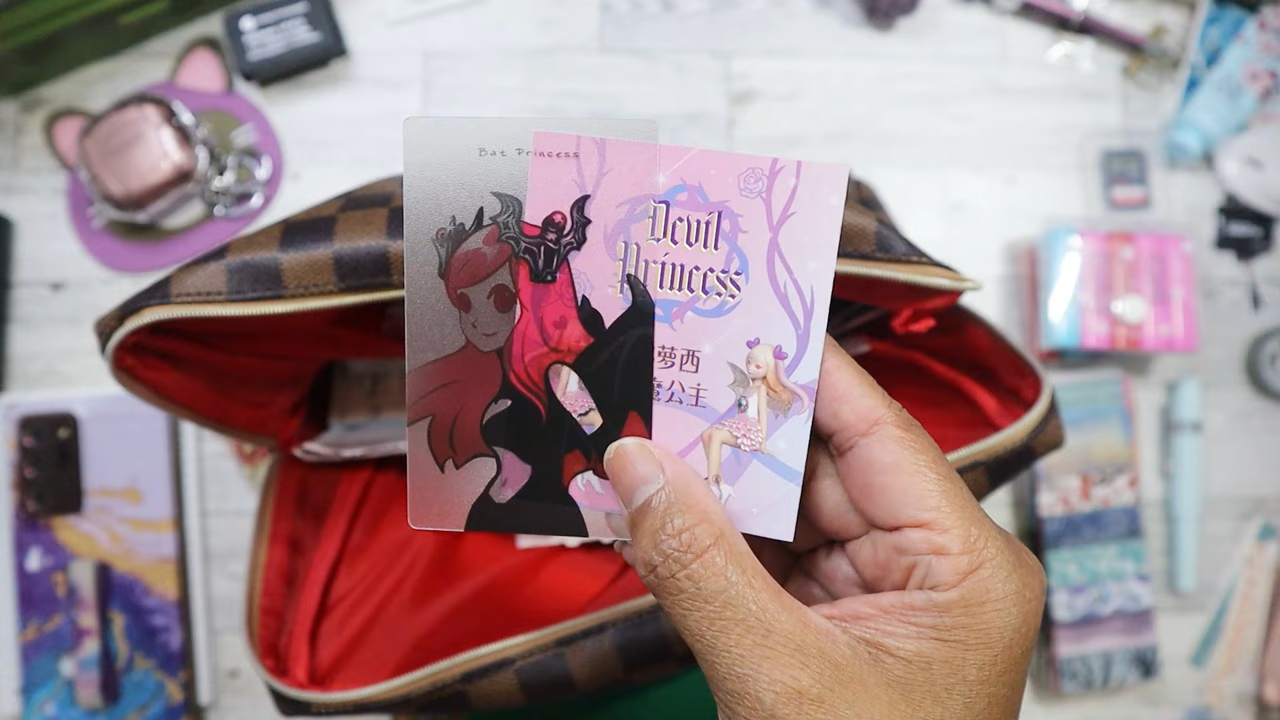 Bat Princess
Devil
Princess
夢西
魔公主